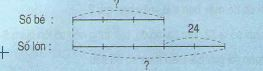 ?
Số bé :
24
Số lớn :
?